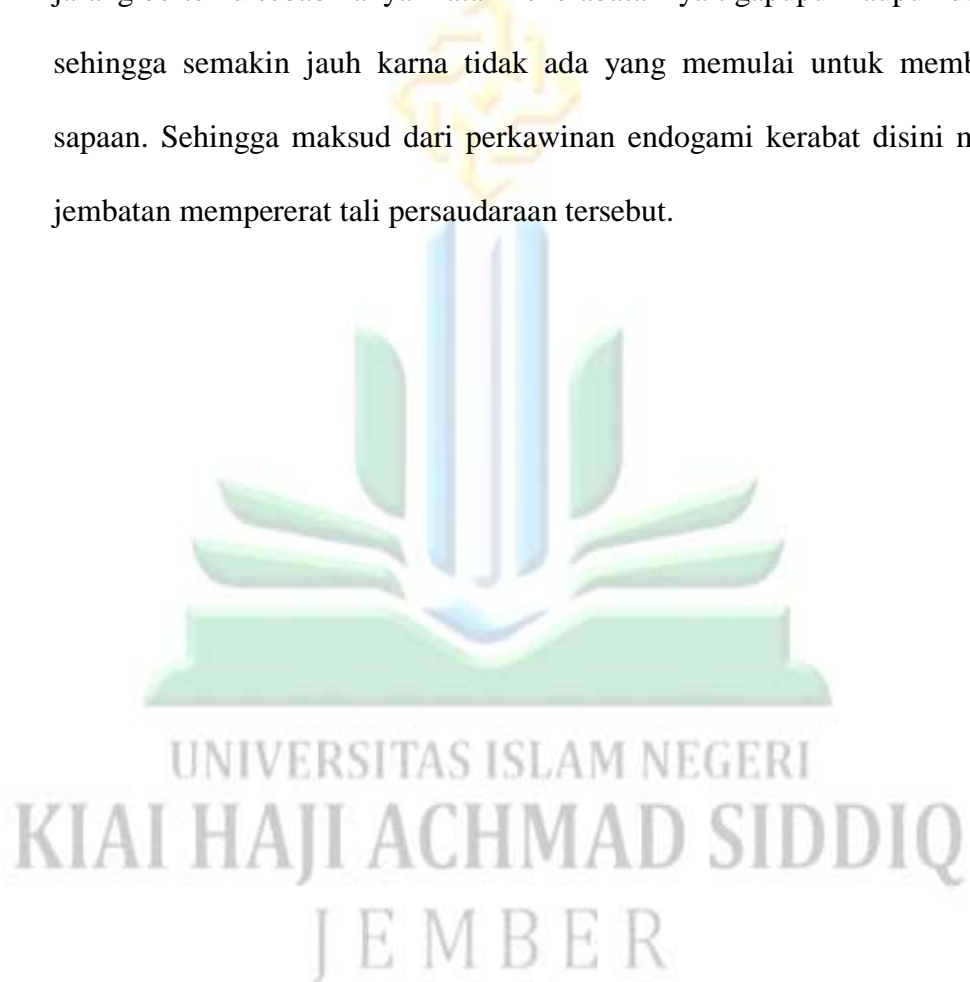 sehingga semakin jauh karna tidak ada yang memulai untuk
sapaan. Sehingga maksud dari perkawinan endogami kerabat disini
jembatan mempererat tali persaudaraan tersebut.
UNIVERSITAS ISLAM NEGERI
KIAI HAJI ACHMAD SIDDIQ
JEMBER